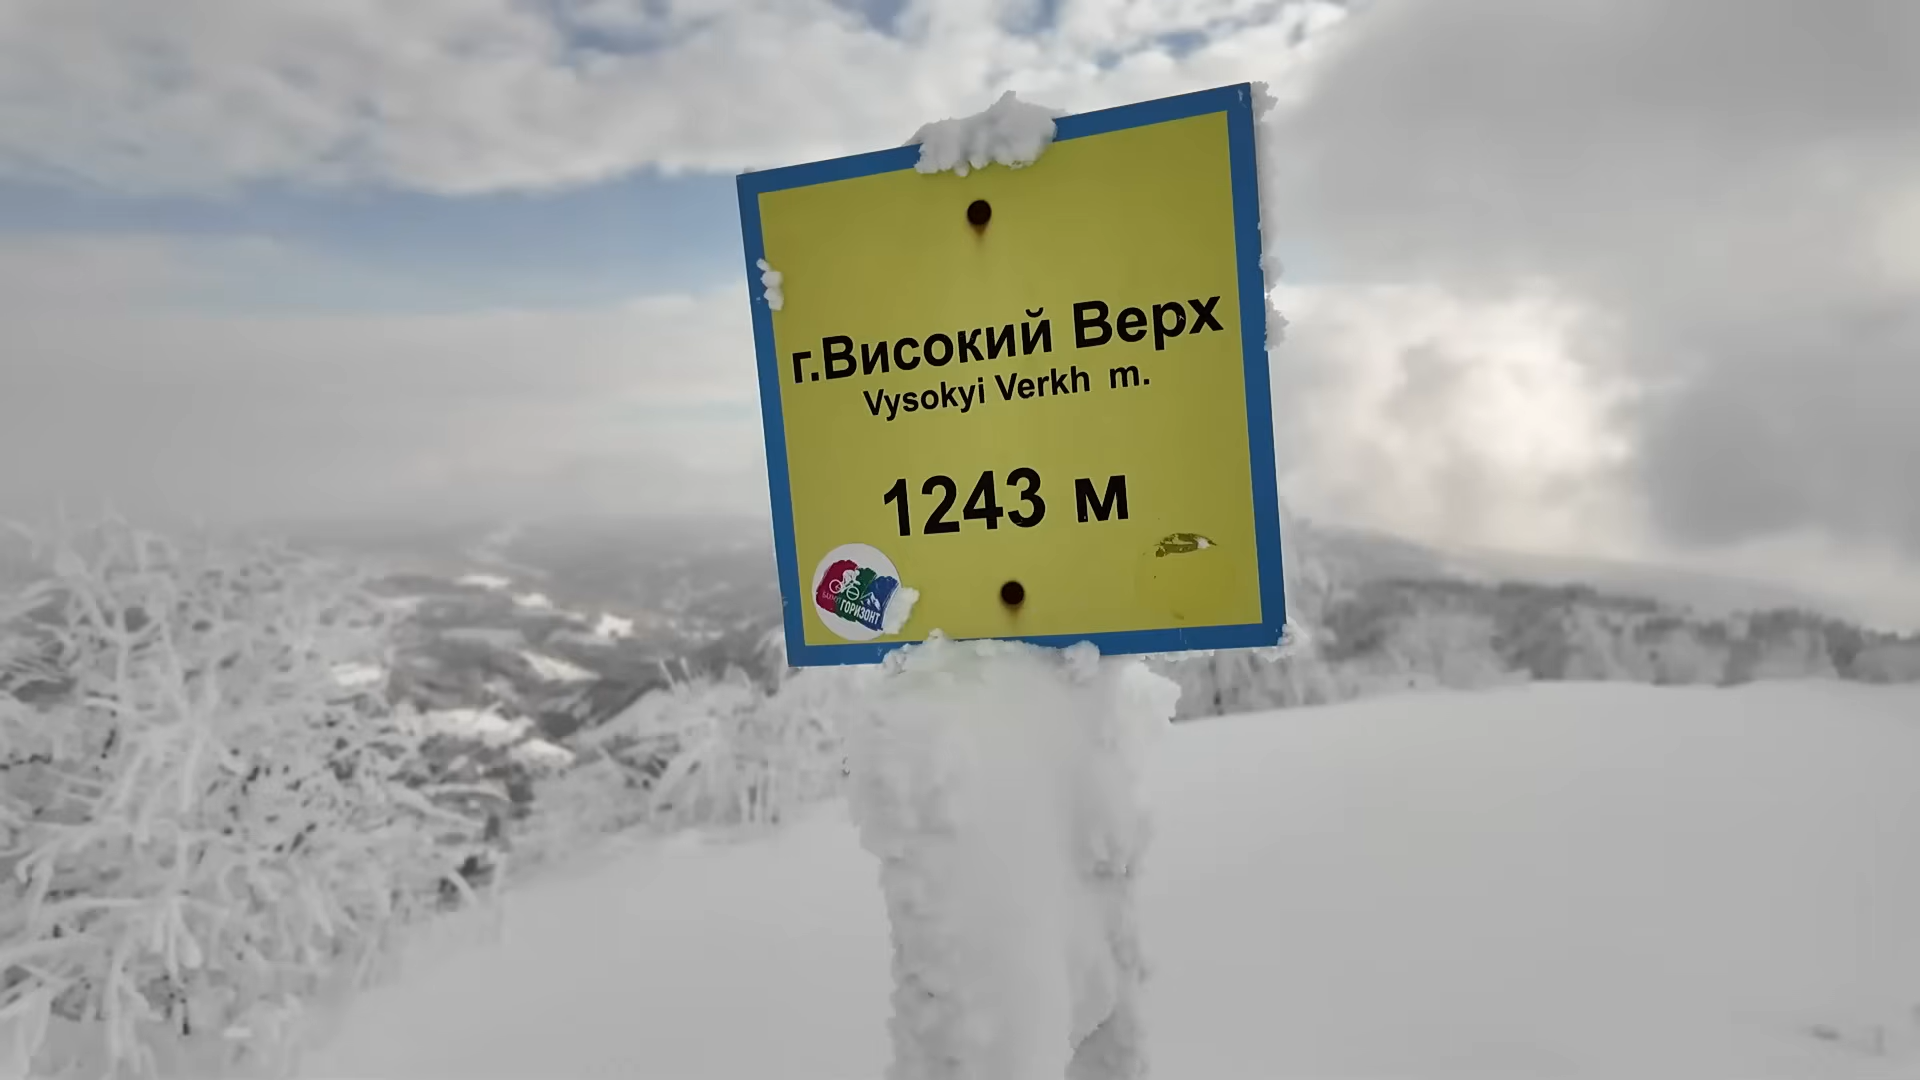 г.Високий Верх
Vysokyi Verkh m.
1243 м
ГОРИЗОНТ